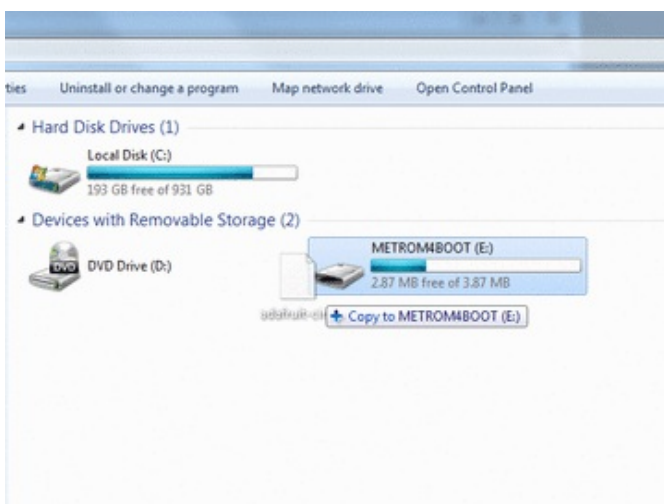 ties Uninstall or change a program Map network drive Open Control Panel
Hard Disk Drives (1)
Local Disk (C:)
193 GB free of 931 GB
Devices with Removable Storage (2)
DVD
DVD Drive (D:)
METROM4BOOT (E:)
2.87 MB free of 3.87 MB
Copy to METROM4BOOT (E:)